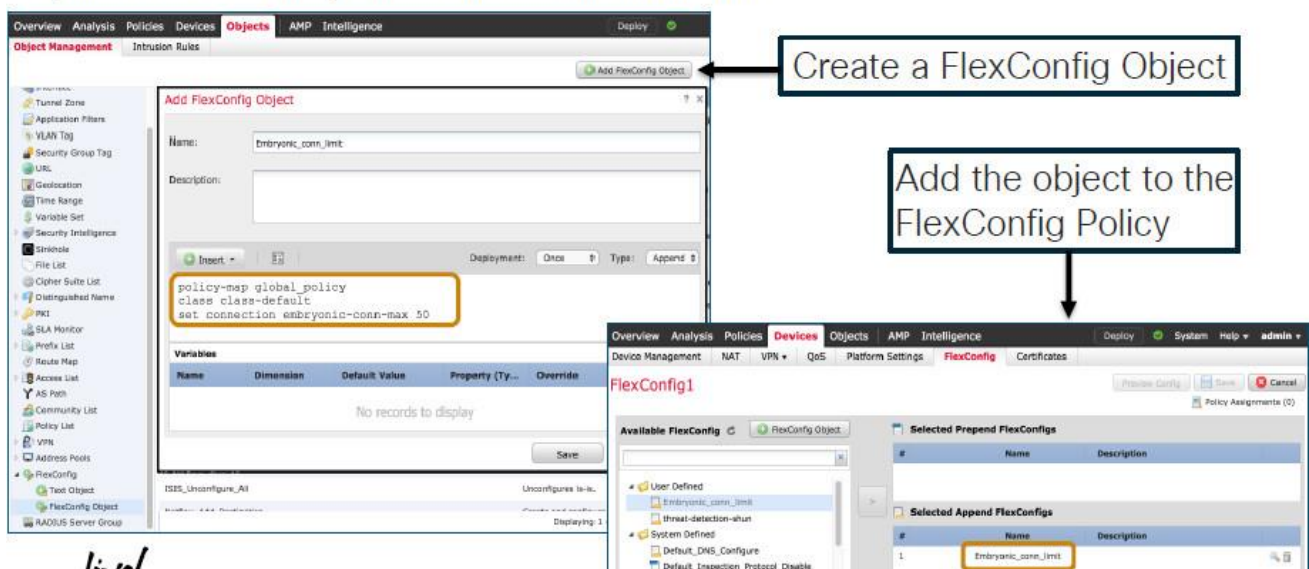 Overview Analysis Policies Devices Objects AMP Intelligence Deploy
Object Management Intrusion Rules
Add FlexConfig Object
Create a FlexConfig Object
Tunnel Zone
Application Filters
VLAN Tag
Security Group Tag
URL
Geolocation
Time Range
Variable Set
Security Intelligence
Sinkhole
File List
Cipher Suite List
Distinguished Name
PKI
SLA Monitor
Prefix List
Route Map
Access List
AS Path
Community List
Policy List
VPN
Address Pools
FlexConfig
Text Object
FlexConfig Object
RADIUS Server Group
Add FlexConfig Object ? x
Name: Embryonic_conn_limit
Description:
Insert Deployment: Once Type: Append
policy-map global_policy
class class-default
set connection embryonic-conn-max 50
Variables
Name Dimension Default Value Property (Ty... Override
No records to display
Save
ISIS_Unconfigure_All Unconfigures is-is.
Displaying: 1
Add the object to the
FlexConfig Policy
Overview Analysis Policies Devices Objects AMP Intelligence Deploy System Help admin
Device Management NAT VPN QoS Platform Settings FlexConfig Certificates
FlexConfig1
Preview Config Save Cancel
Policy Assignments (0)
Available FlexConfig FlexConfig Object
User Defined
Embryonic_conn_limit
threat-detection-shun
System Defined
Default_DNS_Configure
Default_Inspection_Protocol_Disable
Selected Prepend FlexConfigs
# Name Description
Selected Append FlexConfigs
# Name Description
1 Embryonic_conn_limit